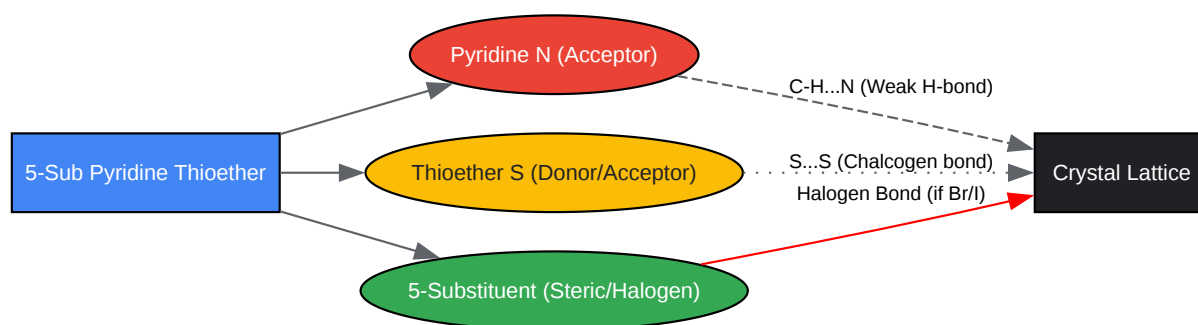 Pyridine N (Acceptor)
C-H...N (Weak H-bond)
5-Sub Pyridine Thioether
Thioether S (Donor/Acceptor)
S...S (Chalcogen bond)
Crystal Lattice
Halogen Bond (if Br/I)
5-Substituent (Steric/Halogen)